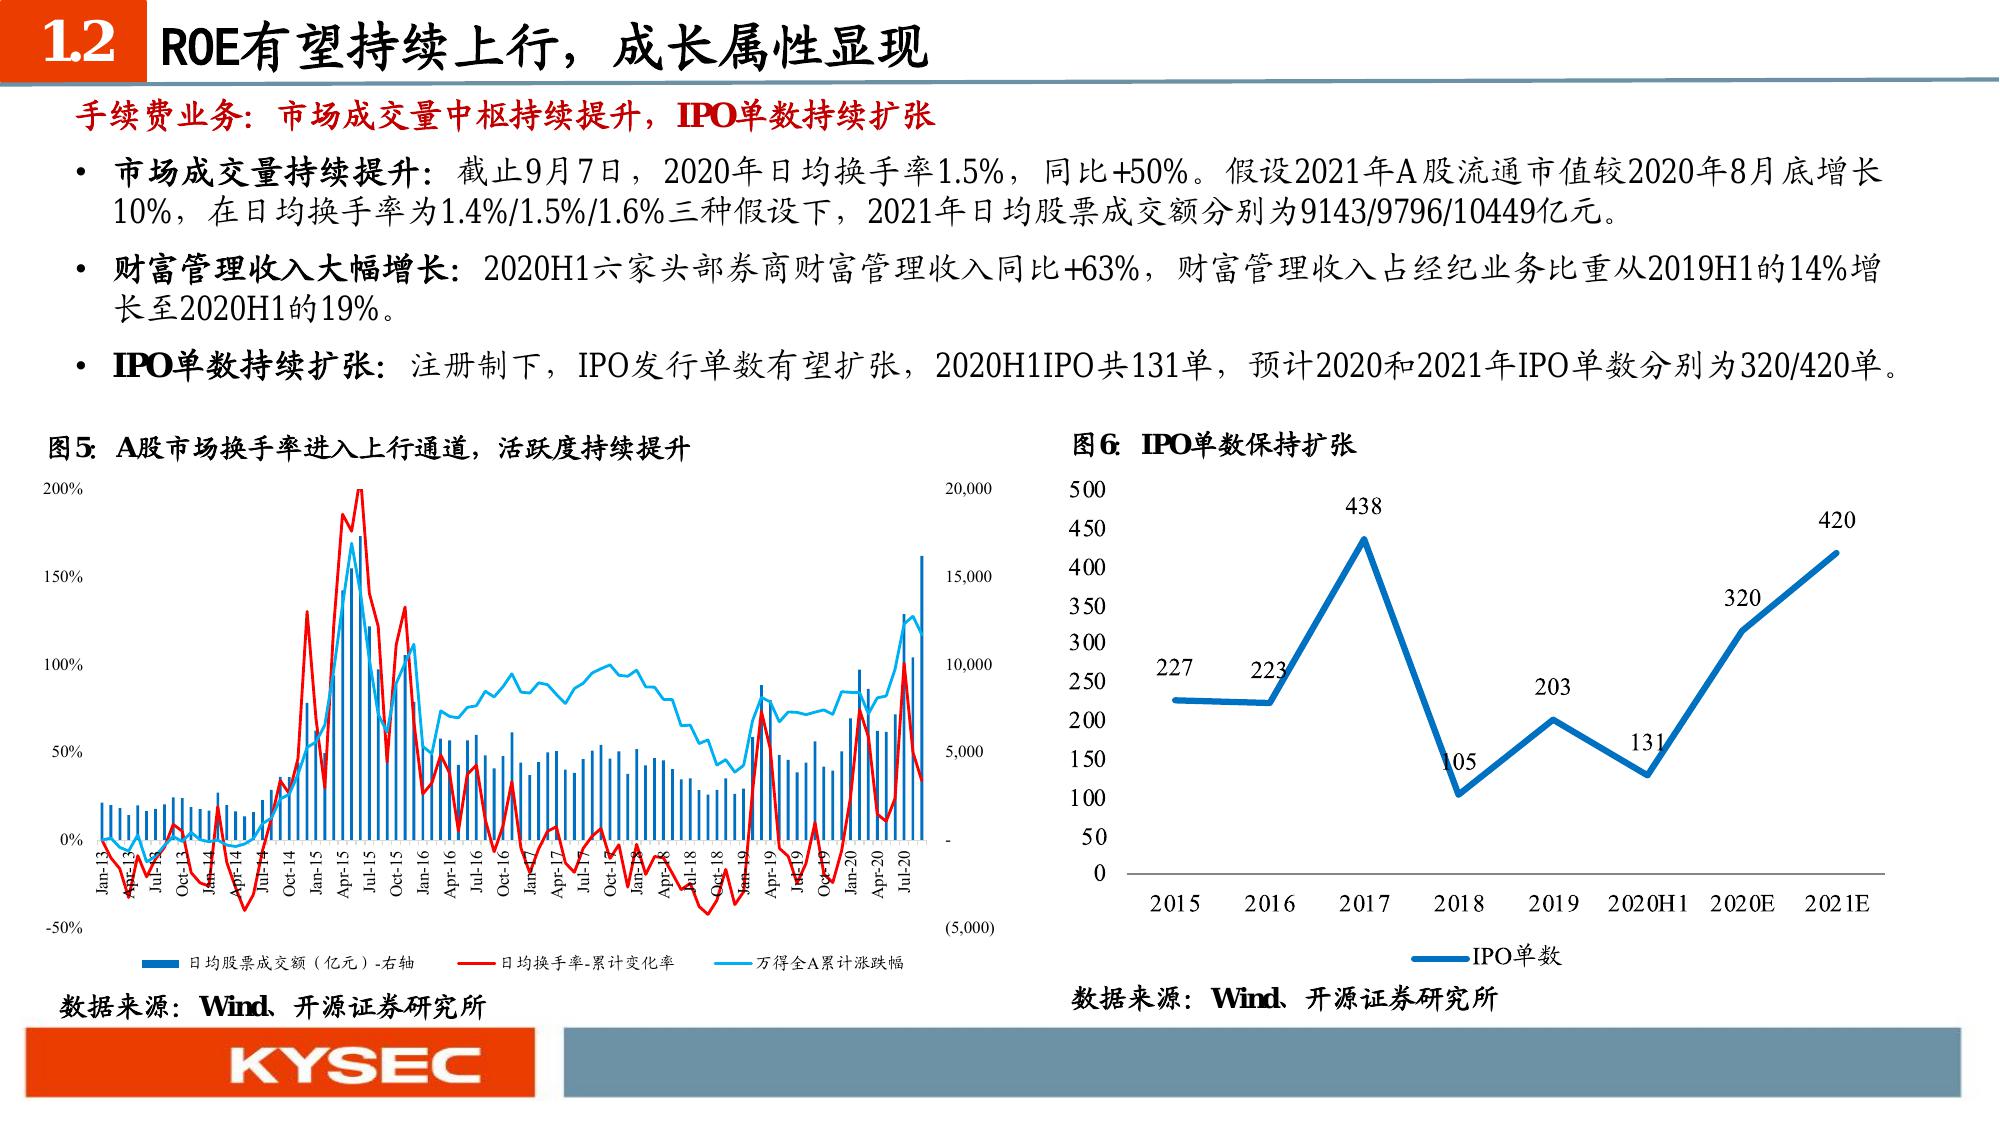 1.2
ROE有望持续上行，成长属性显现
手续费业务：市场成交量中枢持续提升，IPO单数持续扩张
• 市场成交量持续提升：截止9月7日，2020年日均换手率1.5%，同比+50%。假设2021年A股流通市值较2020年8月底增长
10%，在日均换手率为1.4%/1.5%/1.6%三种假设下，2021年日均股票成交额分别为9143/9796/10449亿元。
• 财富管理收入大幅增长：2020H1六家头部券商财富管理收入同比+63%，财富管理收入占经纪业务比重从2019H1的14%增
长至2020H1的19%。
• IPO单数持续扩张：注册制下，IPO发行单数有望扩张，2020H1IPO共131单，预计2020和2021年IPO单数分别为320/420单。
图5：A股市场换手率进入上行通道，活跃度持续提升
200%
150%
100%
50%
0%
-50%
20,000
15,000
10,000
5,000
-
(5,000)
Jan-13
Apr-13
Jul-13
Oct-13
Jan-14
Apr-14
Jul-14
Oct-14
Jan-15
Apr-15
Jul-15
Oct-15
Jan-16
Apr-16
Jul-16
Oct-16
Jan-17
Apr-17
Jul-17
Oct-17
Jan-18
Apr-18
Jul-18
Oct-18
Jan-19
Apr-19
Jul-19
Oct-19
Jan-20
Apr-20
Jul-20
日均股票成交额（亿元）-右轴
日均换手率-累计变化率
万得全A累计涨跌幅
数据来源：Wind、开源证券研究所
图6：IPO单数保持扩张
500
450
400
350
300
250
200
150
100
50
0
227
223
438
105
203
131
320
420
2015 2016 2017 2018 2019 2020H1 2020E 2021E
IPO单数
数据来源：Wind、开源证券研究所
KYSEC